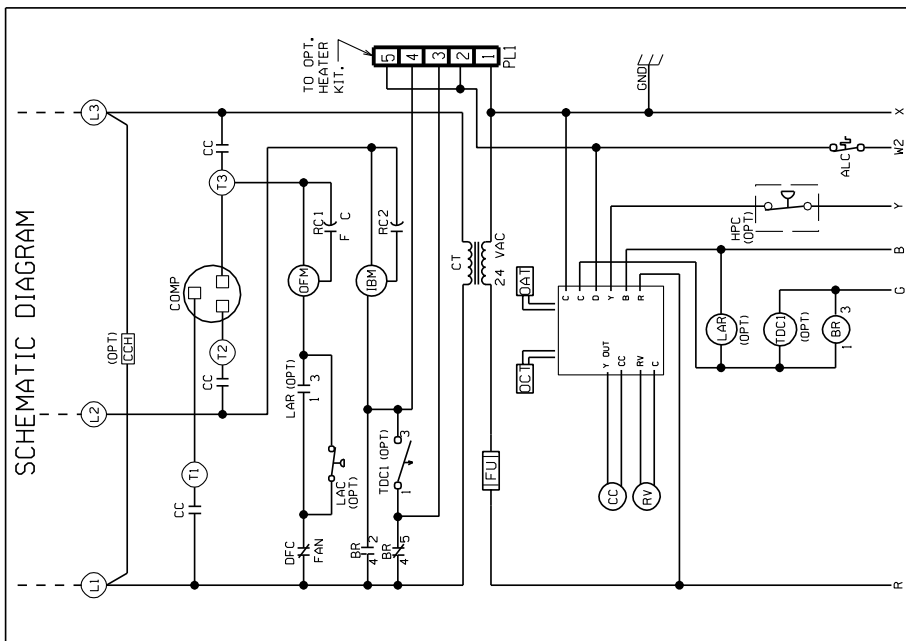 SCHEMATIC DIAGRAM
L1
L2
L3
(OPT)
CCH
CC
T1
CC
T2
COMP
T3
CC
DFC
FAN
LAC
(OPT)
LAR (OPT)
1 3
OFM
RC1
F C
BR
4 2
BR
4 5
TDC1 (OPT)
1 3
IBM
RC2
TO OPT.
HEATER
KIT.
5
4
3
2
1
PL1
CT
24 VAC
FU
GND
OCT
OAT
Y OUT
CC
RV
C
C
C
D
Y
B
R
CC
RV
LAR
(OPT)
TDC1
(OPT)
BR
1 3
HPC
(OPT)
ALC
R
G
B
Y
W2
X